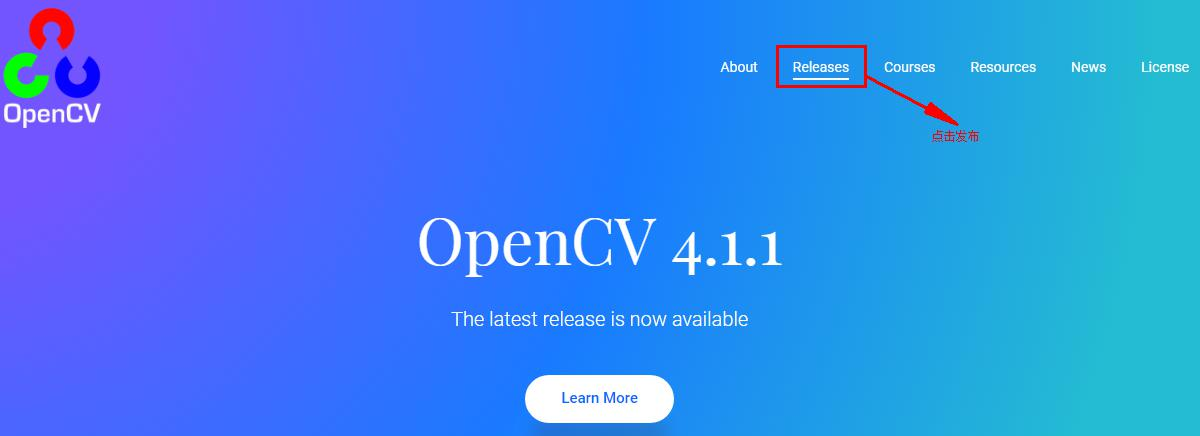 OpenCV
About Releases Courses Resources News License
点击发布
OpenCV 4.1.1
The latest release is now available
Learn More